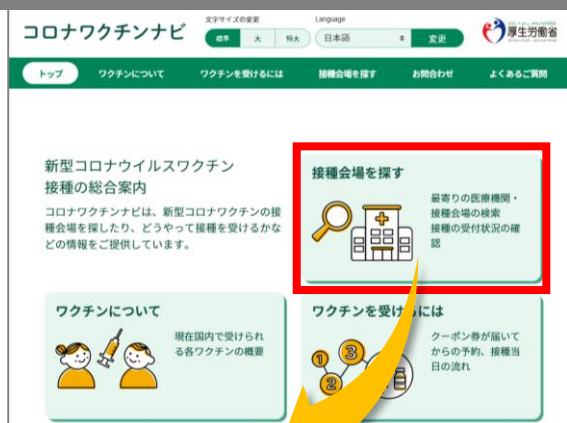 コロナワクチンナビ
文字サイズの変更
標準 大 特大
Language
日本語
変更
厚生労働省
トップ ワクチンについて ワクチンを受けるには 接種会場を探す お問合わせ よくあるご質問
新型コロナウイルスワクチン
接種の総合案内
コロナワクチンナビは、新型コロナワクチンの接
種会場を探したり、どうやって接種を受けるかな
どの情報をご提供しています。
接種会場を探す
最寄りの医療機関・
接種会場の検索
接種の受付状況の確
認
ワクチンについて
現在国内で受けられ
る各ワクチンの概要
ワクチンを受けるには
クーポン券が届いて
からの予約、接種当
日の流れ
1
2
3